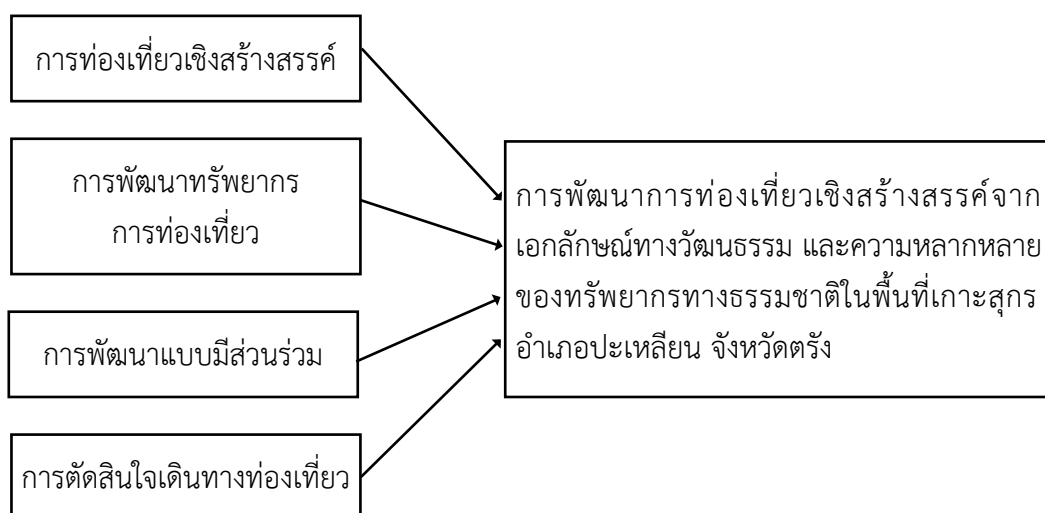 การท่องเที่ยวเชิงสร้างสรรค์
การพัฒนาทรัพยากร
การท่องเที่ยว
การพัฒนาแบบมีส่วนร่วม
การตัดสินใจเดินทางท่องเที่ยว
การพัฒนาการท่องเที่ยวเชิงสร้างสรรค์จาก
เอกลักษณ์ทางวัฒนธรรม และความหลากหลาย
ของทรัพยากรทางธรรมชาติในพื้นที่เกาะสุกร
อำเภอปะเหลียน จังหวัดตรัง